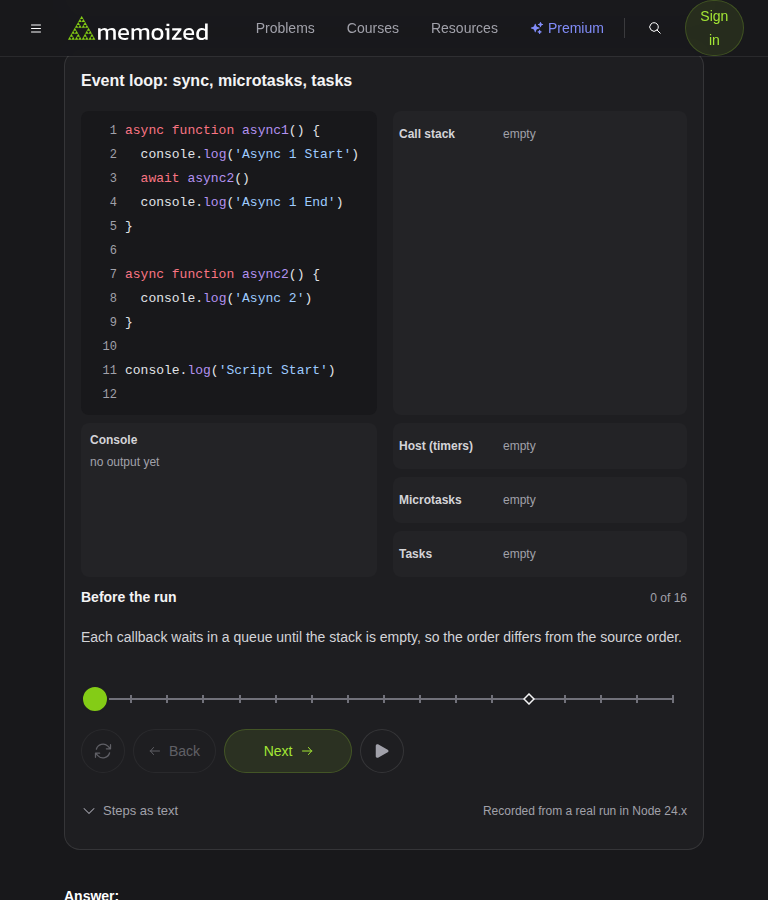 memoized
Problems
Courses
Resources
Premium
Sign
in
Event loop: sync, microtasks, tasks
1 async function async1() {
2 console.log('Async 1 Start')
3 await async2()
4 console.log('Async 1 End')
5 }
6
7 async function async2() {
8 console.log('Async 2')
9 }
10
11 console.log('Script Start')
12
Call stack empty
Console
no output yet
Host (timers) empty
Microtasks empty
Tasks empty
Before the run
0 of 16
Each callback waits in a queue until the stack is empty, so the order differs from the source order.
Back
Next
Steps as text
Recorded from a real run in Node 24.x
Answer: